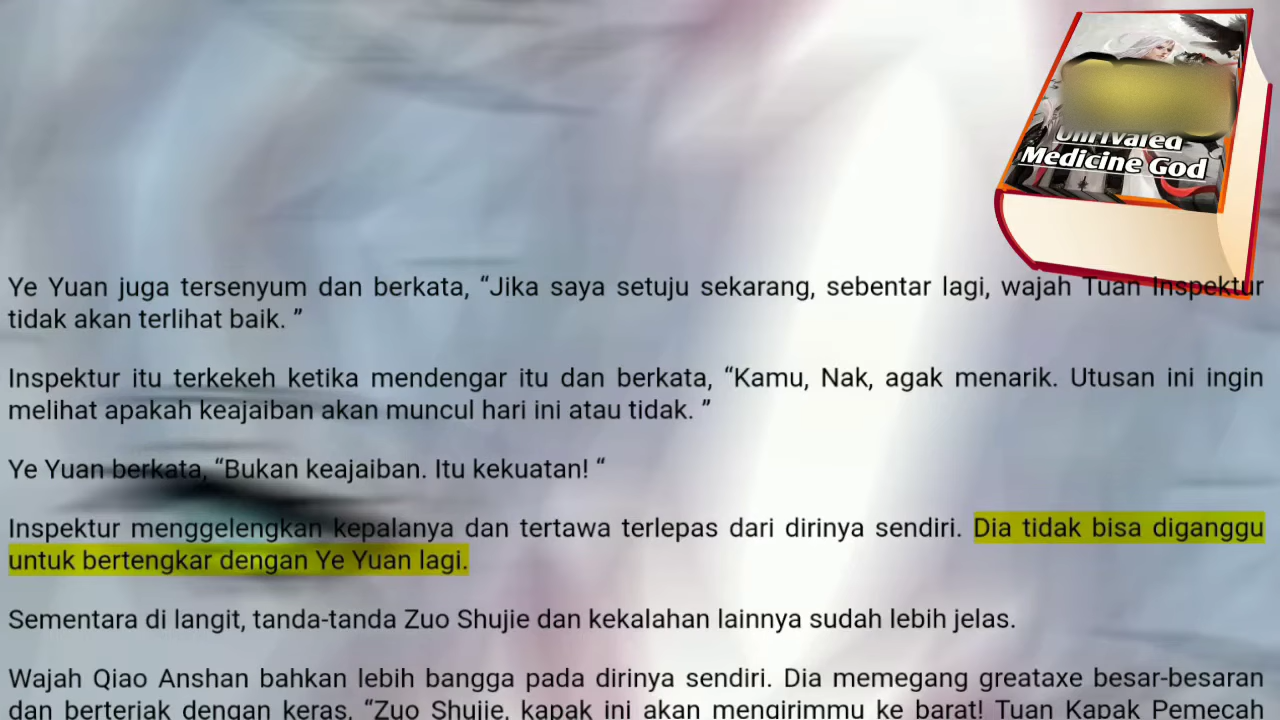 Unrivaled
Medicine God
Ye Yuan juga tersenyum dan berkata, “Jika saya setuju sekarang, sebentar lagi, wajah Tuan Inspektur
tidak akan terlihat baik. ”
Inspektur itu terkekeh ketika mendengar itu dan berkata, “Kamu, Nak, agak menarik. Utusan ini ingin
melihat apakah keajaiban akan muncul hari ini atau tidak. ”
Ye Yuan berkata, “Bukan keajaiban. Itu kekuatan! “
Inspektur menggelengkan kepalanya dan tertawa terlepas dari dirinya sendiri. Dia tidak bisa diganggu
untuk bertengkar dengan Ye Yuan lagi.
Sementara di langit, tanda-tanda Zuo Shujie dan kekalahan lainnya sudah lebih jelas.
Wajah Qiao Anshan bahkan lebih bangga pada dirinya sendiri. Dia memegang greataxe besar-besaran
dan berteriak dengan keras, “Zuo Shujie, kapak ini akan mengirimmu ke barat! Tuan Kapak Pemecah